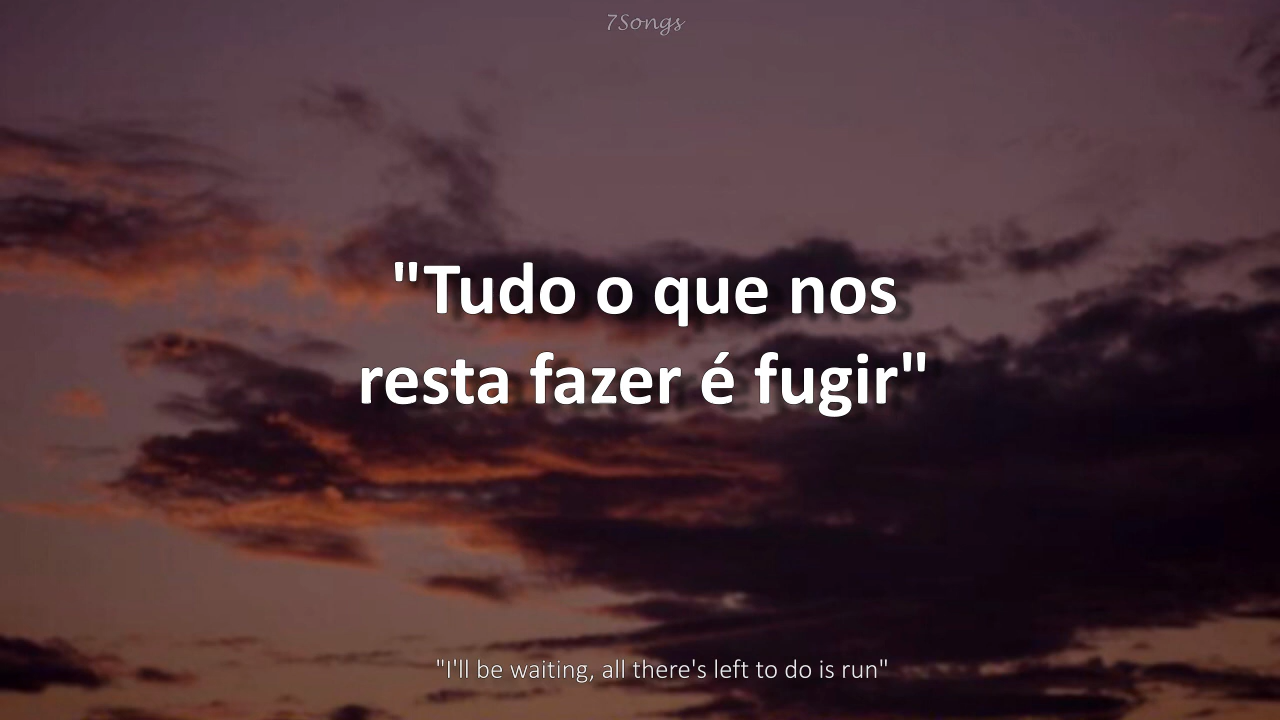 7Songs
"Tudo o que nos
resta fazer é fugir"
"I'll be waiting, all there's left to do is run"